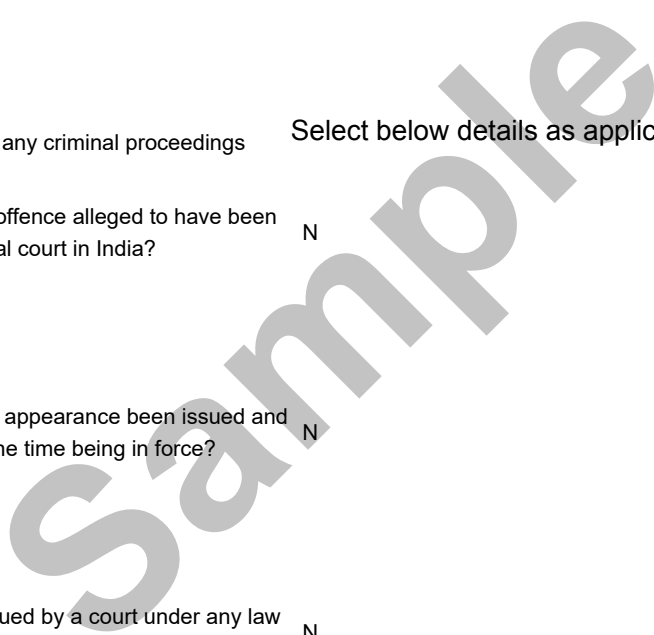 any criminal proceedings
Select below details as applic
offence alleged to have been
N
al court in India?
appearance been issued and
N
he time being in force?
ued by a court under any law
N
Sample